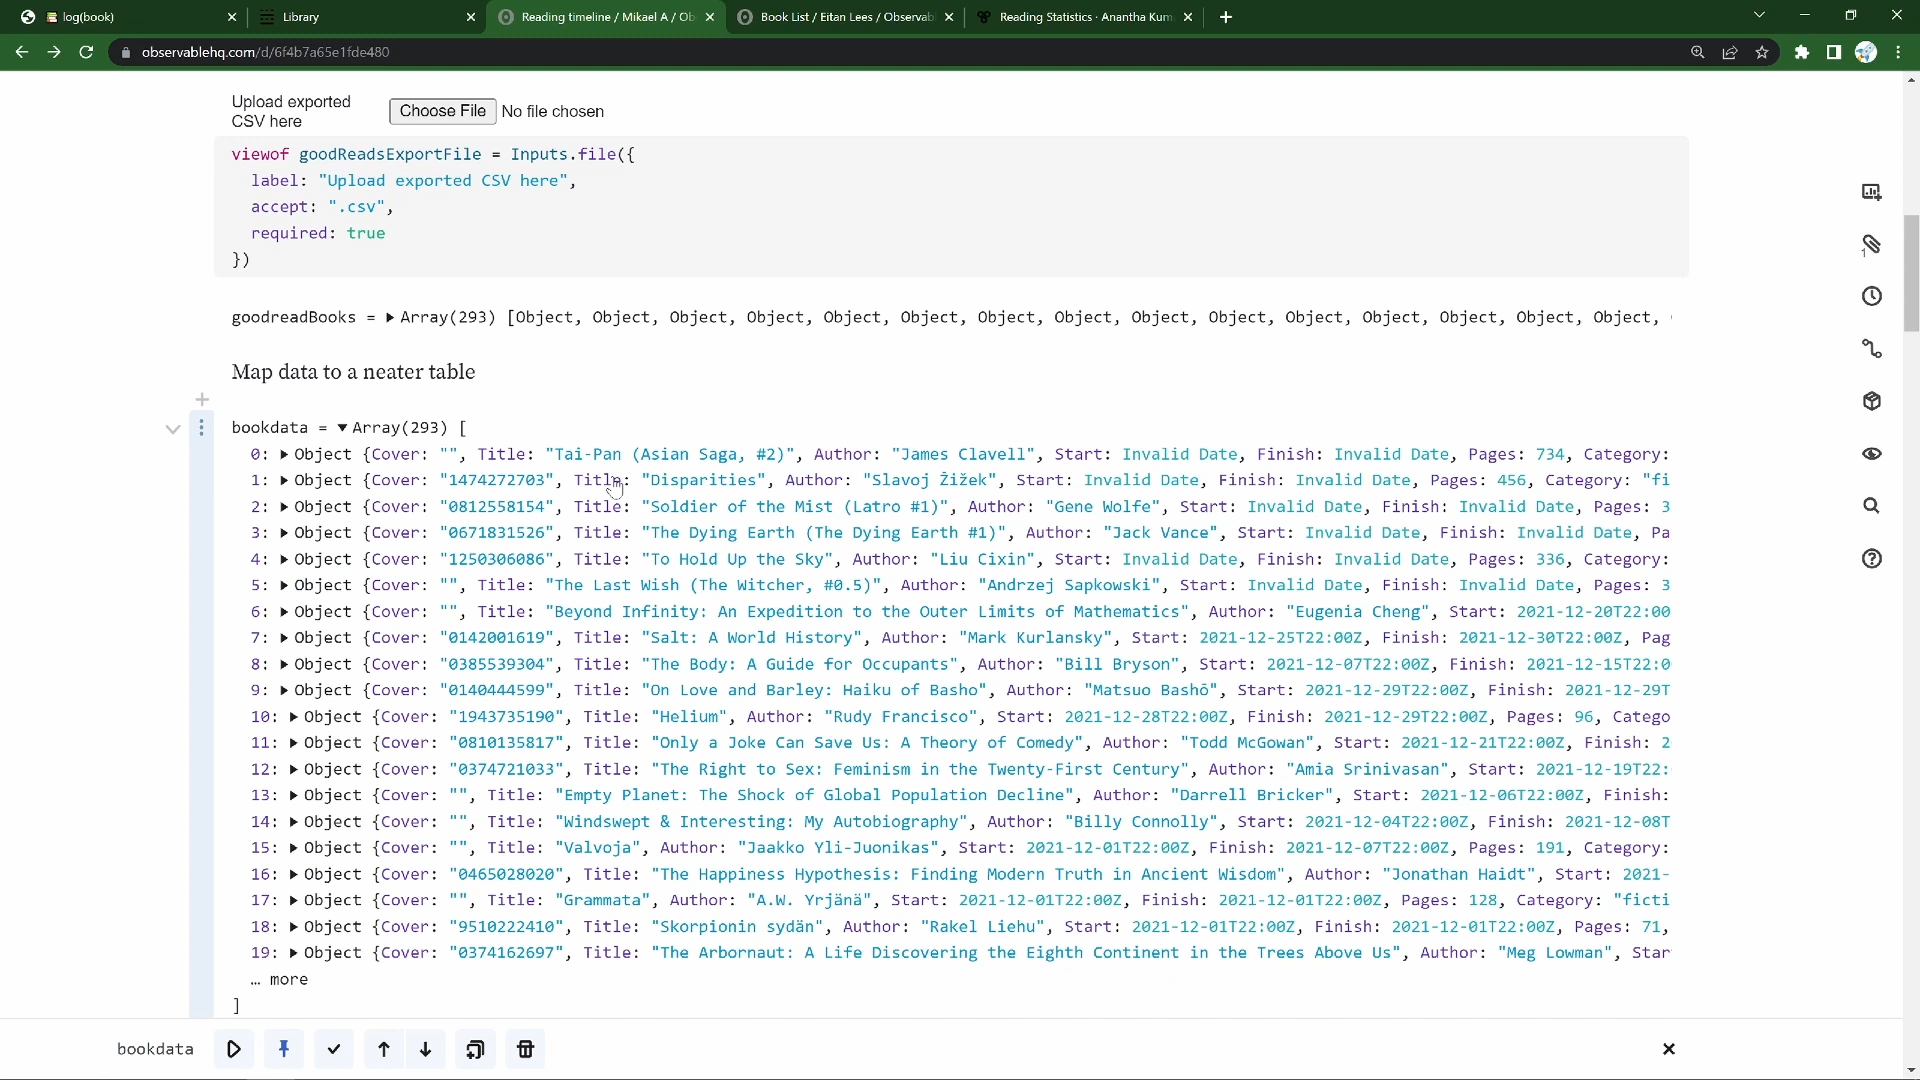 log(book)
Library
Reading timeline / Mikael A / Ob
Book List / Eitan Lees / Observab
Reading Statistics · Anantha Kum
observablehq.com/d/6f4b7a65e1fde480
Upload exported
CSV here
Choose File No file chosen
viewof goodReadsExportFile = Inputs.file({
label: "Upload exported CSV here",
accept: ".csv",
required: true
})
goodreadBooks = ▶ Array(293) [Object, Object, Object, Object, Object, Object, Object, Object, Object, Object, Object, Object, Object, Object, Object,
Map data to a neater table
bookdata = ▼ Array(293) [
0: ▶ Object {Cover: "", Title: "Tai-Pan (Asian Saga, #2)", Author: "James Clavell", Start: Invalid Date, Finish: Invalid Date, Pages: 734, Category:
1: ▶ Object {Cover: "1474272703", Title: "Disparities", Author: "Slavoj Žižek", Start: Invalid Date, Finish: Invalid Date, Pages: 456, Category: "fi
2: ▶ Object {Cover: "0812558154", Title: "Soldier of the Mist (Latro #1)", Author: "Gene Wolfe", Start: Invalid Date, Finish: Invalid Date, Pages: 3
3: ▶ Object {Cover: "0671831526", Title: "The Dying Earth (The Dying Earth #1)", Author: "Jack Vance", Start: Invalid Date, Finish: Invalid Date, Pa
4: ▶ Object {Cover: "1250306086", Title: "To Hold Up the Sky", Author: "Liu Cixin", Start: Invalid Date, Finish: Invalid Date, Pages: 336, Category:
5: ▶ Object {Cover: "", Title: "The Last Wish (The Witcher, #0.5)", Author: "Andrzej Sapkowski", Start: Invalid Date, Finish: Invalid Date, Pages: 3
6: ▶ Object {Cover: "", Title: "Beyond Infinity: An Expedition to the Outer Limits of Mathematics", Author: "Eugenia Cheng", Start: 2021-12-20T22:00
7: ▶ Object {Cover: "0142001619", Title: "Salt: A World History", Author: "Mark Kurlansky", Start: 2021-12-25T22:00Z, Finish: 2021-12-30T22:00Z, Pag
8: ▶ Object {Cover: "0385539304", Title: "The Body: A Guide for Occupants", Author: "Bill Bryson", Start: 2021-12-07T22:00Z, Finish: 2021-12-15T22:0
9: ▶ Object {Cover: "0140444599", Title: "On Love and Barley: Haiku of Basho", Author: "Matsuo Bashō", Start: 2021-12-29T22:00Z, Finish: 2021-12-29T
10: ▶ Object {Cover: "1943735190", Title: "Helium", Author: "Rudy Francisco", Start: 2021-12-28T22:00Z, Finish: 2021-12-29T22:00Z, Pages: 96, Catego
11: ▶ Object {Cover: "0810135817", Title: "Only a Joke Can Save Us: A Theory of Comedy", Author: "Todd McGowan", Start: 2021-12-21T22:00Z, Finish: 2
12: ▶ Object {Cover: "0374721033", Title: "The Right to Sex: Feminism in the Twenty-First Century", Author: "Amia Srinivasan", Start: 2021-12-19T22:
13: ▶ Object {Cover: "", Title: "Empty Planet: The Shock of Global Population Decline", Author: "Darrell Bricker", Start: 2021-12-06T22:00Z, Finish:
14: ▶ Object {Cover: "", Title: "Windswept & Interesting: My Autobiography", Author: "Billy Connolly", Start: 2021-12-04T22:00Z, Finish: 2021-12-08T
15: ▶ Object {Cover: "", Title: "Valvoja", Author: "Jaakko Yli-Juonikas", Start: 2021-12-01T22:00Z, Finish: 2021-12-07T22:00Z, Pages: 191, Category:
16: ▶ Object {Cover: "0465028020", Title: "The Happiness Hypothesis: Finding Modern Truth in Ancient Wisdom", Author: "Jonathan Haidt", Start: 2021-
17: ▶ Object {Cover: "", Title: "Grammata", Author: "A.W. Yrjänä", Start: 2021-12-01T22:00Z, Finish: 2021-12-01T22:00Z, Pages: 128, Category: "ficti
18: ▶ Object {Cover: "9510222410", Title: "Skorpionin sydän", Author: "Rakel Liehu", Start: 2021-12-01T22:00Z, Finish: 2021-12-01T22:00Z, Pages: 71,
19: ▶ Object {Cover: "0374162697", Title: "The Arbornaut: A Life Discovering the Eighth Continent in the Trees Above Us", Author: "Meg Lowman", Star
… more
]
bookdata